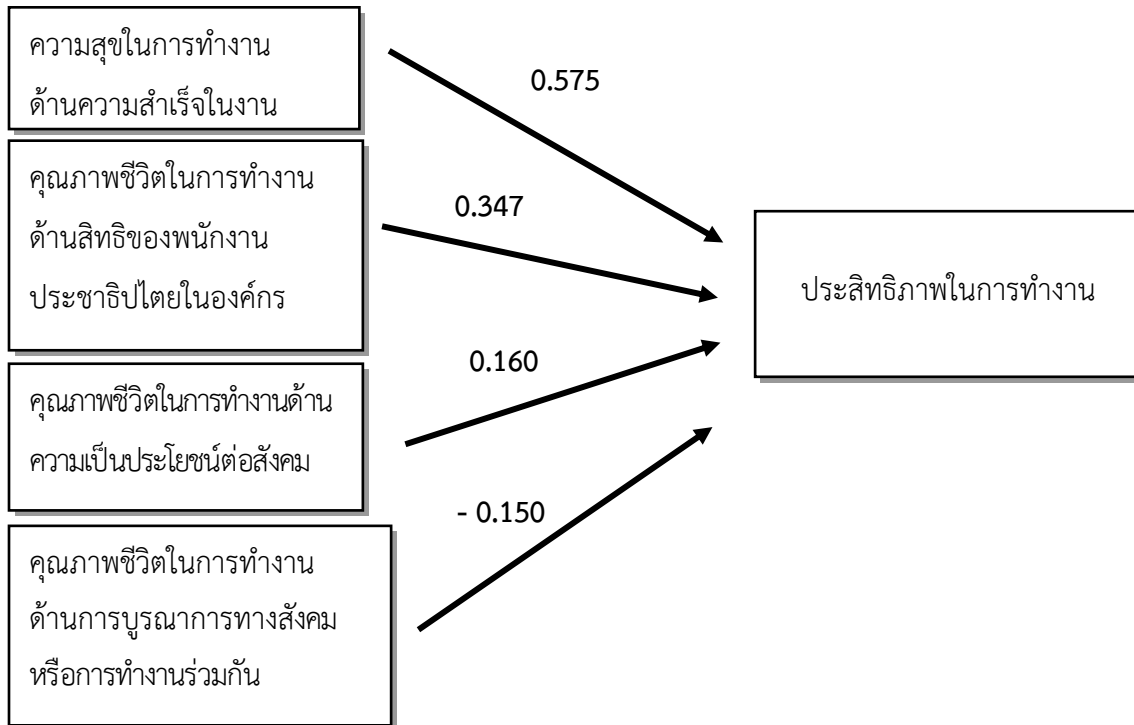 ความสุขในการทำงาน
ด้านความสำเร็จในงาน
0.575
คุณภาพชีวิตในการทำงาน
ด้านสิทธิของพนักงาน
ประชาธิปไตยในองค์กร
0.347
ประสิทธิภาพในการทำงาน
0.160
คุณภาพชีวิตในการทำงานด้าน
ความเป็นประโยชน์ต่อสังคม
- 0.150
คุณภาพชีวิตในการทำงาน
ด้านการบูรณาการทางสังคม
หรือการทำงานร่วมกัน